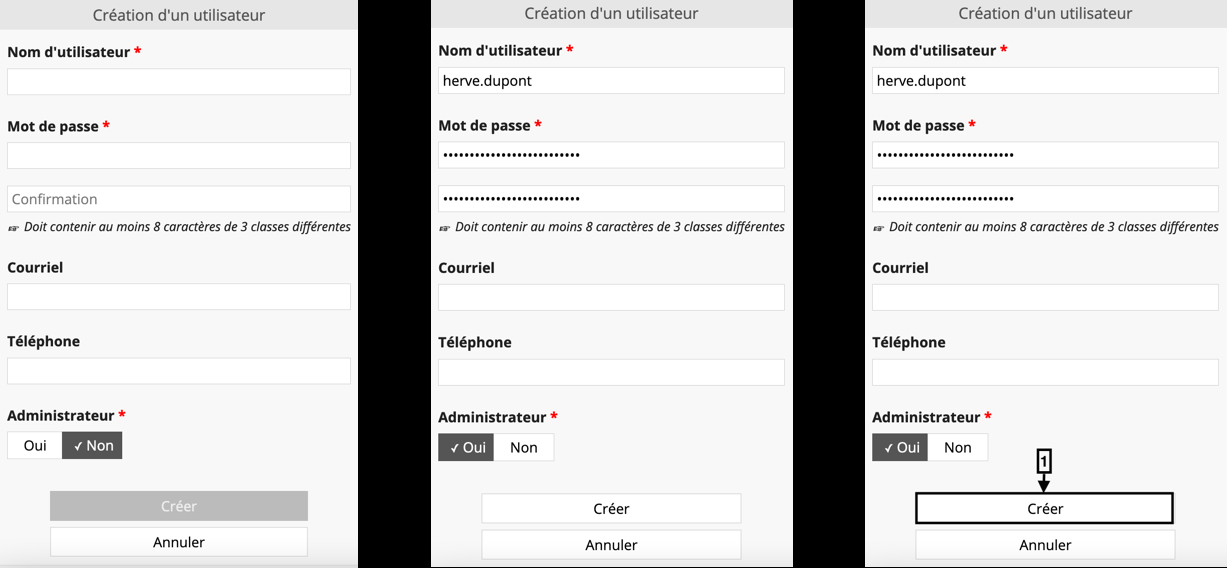 Création d'un utilisateur
Nom d'utilisateur *
Mot de passe *
Confirmation
☞ Doit contenir au moins 8 caractères de 3 classes différentes
Courriel
Téléphone
Administrateur *
Oui ✓ Non
Créer
Annuler
Création d'un utilisateur
Nom d'utilisateur *
herve.dupont
Mot de passe *
••••••••••••••••••••••••••
••••••••••••••••••••••••••
☞ Doit contenir au moins 8 caractères de 3 classes différentes
Courriel
Téléphone
Administrateur *
✓ Oui Non
Créer
Annuler
Création d'un utilisateur
Nom d'utilisateur *
herve.dupont
Mot de passe *
••••••••••••••••••••••••••
••••••••••••••••••••••••••
☞ Doit contenir au moins 8 caractères de 3 classes différentes
Courriel
Téléphone
Administrateur *
✓ Oui Non
1
Créer
Annuler